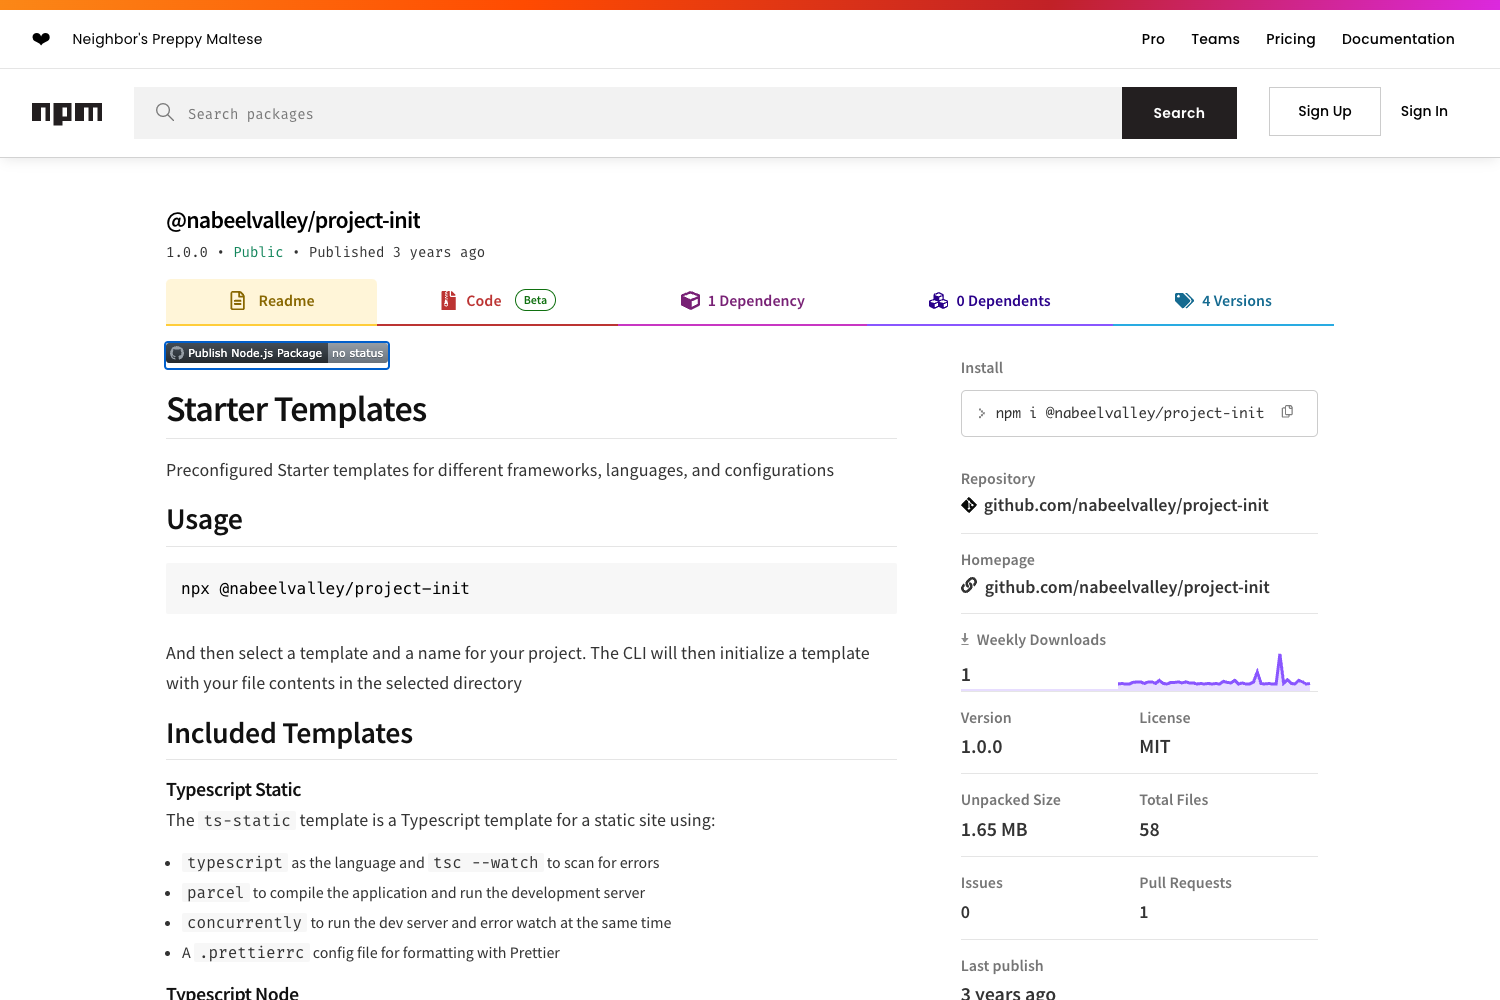 ❤ Neighbor's Preppy Maltese
Pro Teams Pricing Documentation
npm
Search packages
Search
Sign Up
Sign In
@nabeelvalley/project-init
1.0.0 • Public • Published 3 years ago
Readme
Code Beta
1 Dependency
0 Dependents
4 Versions
Publish Node.js Package no status
Starter Templates
Preconfigured Starter templates for different frameworks, languages, and configurations
Usage
npx @nabeelvalley/project-init
And then select a template and a name for your project. The CLI will then initialize a template
with your file contents in the selected directory
Included Templates
Typescript Static
The ts-static template is a Typescript template for a static site using:
• typescript as the language and tsc --watch to scan for errors
• parcel to compile the application and run the development server
• concurrently to run the dev server and error watch at the same time
• A .prettierrc config file for formatting with Prettier
Typescript Node
Install
npm i @nabeelvalley/project-init
Repository
github.com/nabeelvalley/project-init
Homepage
github.com/nabeelvalley/project-init
Weekly Downloads
1
Version
1.0.0
License
MIT
Unpacked Size
1.65 MB
Total Files
58
Issues
0
Pull Requests
1
Last publish
3 years ago